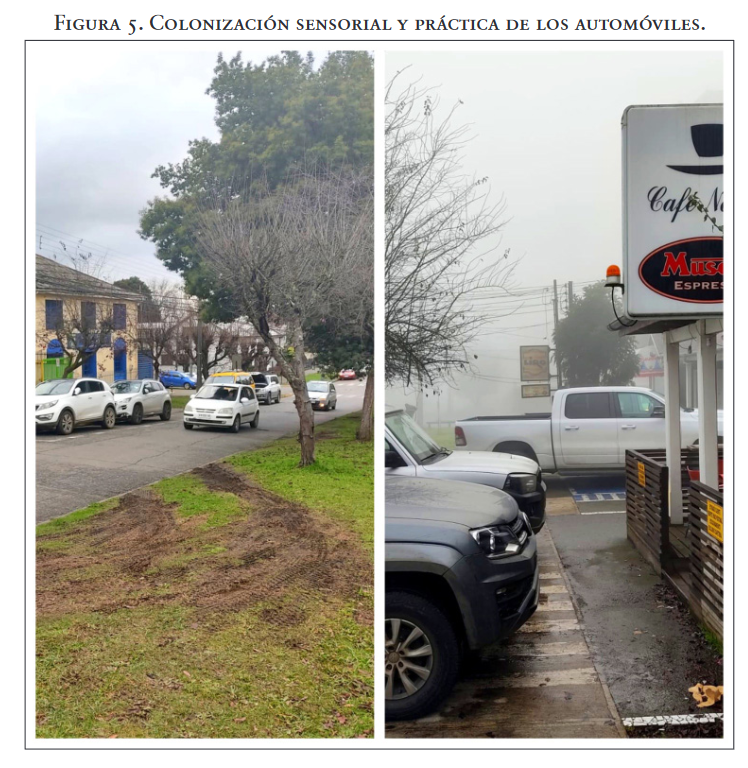 Figura 5. Colonización sensorial y práctica de los automóviles.
Café N
Mus
Espres